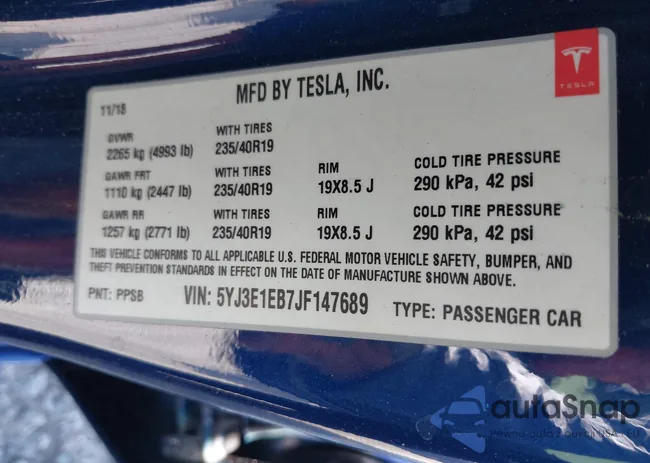 TESLA
MFD BY TESLA, INC.
11/18
GVWR WITH TIRES
2265 kg (4993 lb) 235/40R19
GAWR FRT WITH TIRES RIM COLD TIRE PRESSURE
1110 kg (2447 lb) 235/40R19 19X8.5 J 290 kPa, 42 psi
GAWR RR WITH TIRES RIM COLD TIRE PRESSURE
1257 kg (2771 lb) 235/40R19 19X8.5 J 290 kPa, 42 psi
THIS VEHICLE CONFORMS TO ALL APPLICABLE U.S. FEDERAL MOTOR VEHICLE SAFETY, BUMPER, AND
THEFT PREVENTION STANDARDS IN EFFECT ON THE DATE OF MANUFACTURE SHOWN ABOVE.
PNT: PPSB VIN: 5YJ3E1EB7JF147689 TYPE: PASSENGER CAR
autoSnap